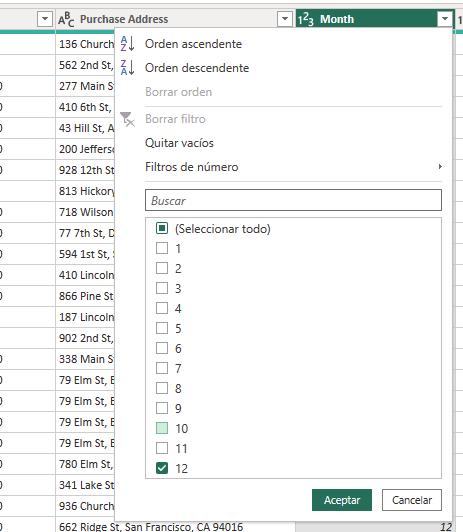 ABC Purchase Address 123 Month 1
136 Church
562 2nd St,
277 Main S
410 6th St,
43 Hill St, A
200 Jeffers
928 12th S
813 Hickory
718 Wilson
77 7th St, D
594 1st St, S
410 Lincoln
866 Pine St
187 Lincoln
902 2nd St,
338 Main S
79 Elm St, B
79 Elm St, B
79 Elm St, B
79 Elm St, B
780 Elm St,
341 Lake S
936 Church
662 Ridge St, San Francisco, CA 94016 12
Orden ascendente
Orden descendente
Borrar orden
Borrar filtro
Quitar vacíos
Filtros de número
Buscar
(Seleccionar todo)
1
2
3
4
5
6
7
8
9
10
11
12
Aceptar Cancelar